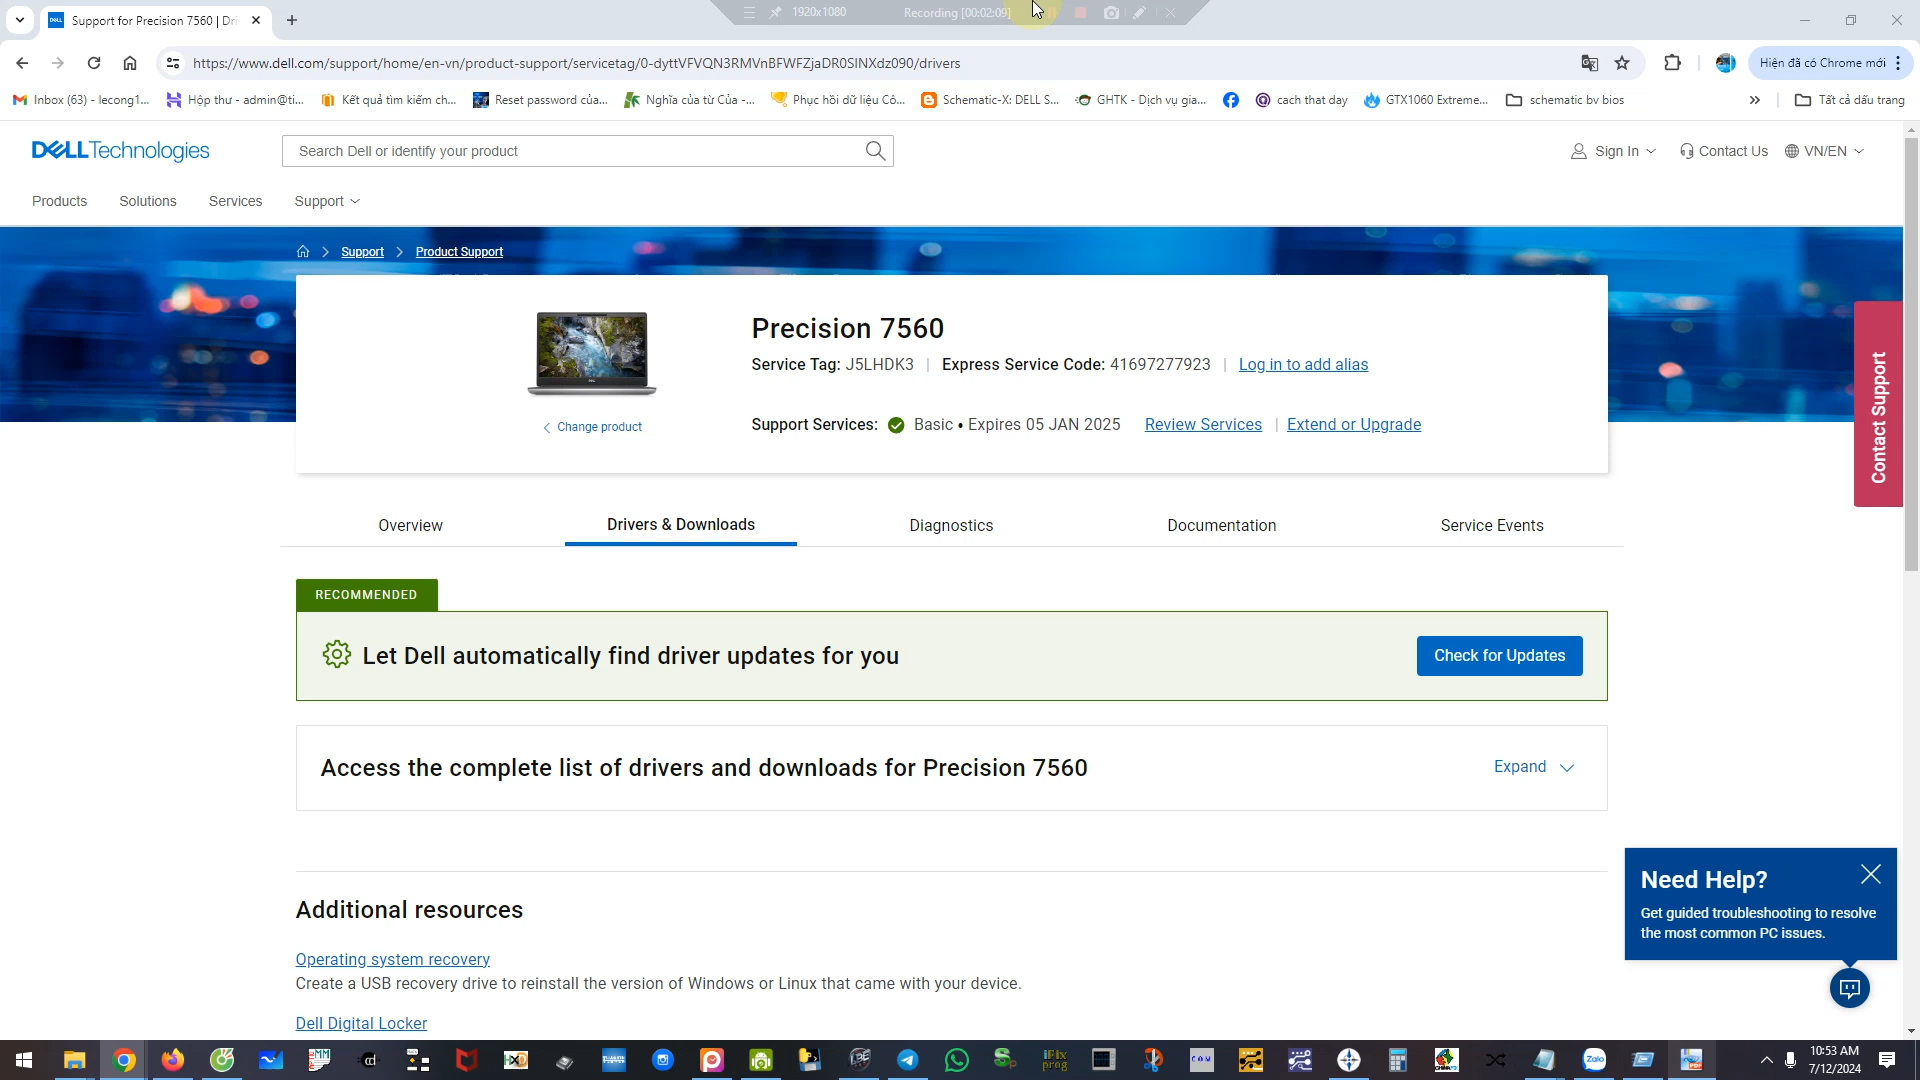 Support for Precision 7560 | Dri
1920x1080
Recording [00:02:09]
https://www.dell.com/support/home/en-vn/product-support/servicetag/0-dyttVFVQN3RMVnBFWFZjaDR0SlNXdz090/drivers
Hiện đã có Chrome mới
Inbox (63) - lecong1...
Hộp thư - admin@ti...
Kết quả tìm kiếm ch...
Reset password của...
Nghĩa của từ Của -...
Phục hồi dữ liệu Cô...
Schematic-X: DELL S...
GHTK - Dịch vụ gia...
cach that day
GTX1060 Extreme...
schematic bv bios
Tất cả dấu trang
DELLTechnologies
Search Dell or identify your product
Sign In
Contact Us
VN/EN
Products
Solutions
Services
Support
Support
Product Support
Precision 7560
Service Tag: J5LHDK3 | Express Service Code: 41697277923 | Log in to add alias
Change product
Support Services: Basic • Expires 05 JAN 2025 Review Services | Extend or Upgrade
Contact Support
Overview
Drivers & Downloads
Diagnostics
Documentation
Service Events
RECOMMENDED
Let Dell automatically find driver updates for you
Check for Updates
Access the complete list of drivers and downloads for Precision 7560
Expand
Need Help?
Get guided troubleshooting to resolve
the most common PC issues.
Additional resources
Operating system recovery
Create a USB recovery drive to reinstall the version of Windows or Linux that came with your device.
Dell Digital Locker
HXD
iFix
prog
COM
Zalo
10:53 AM
7/12/2024